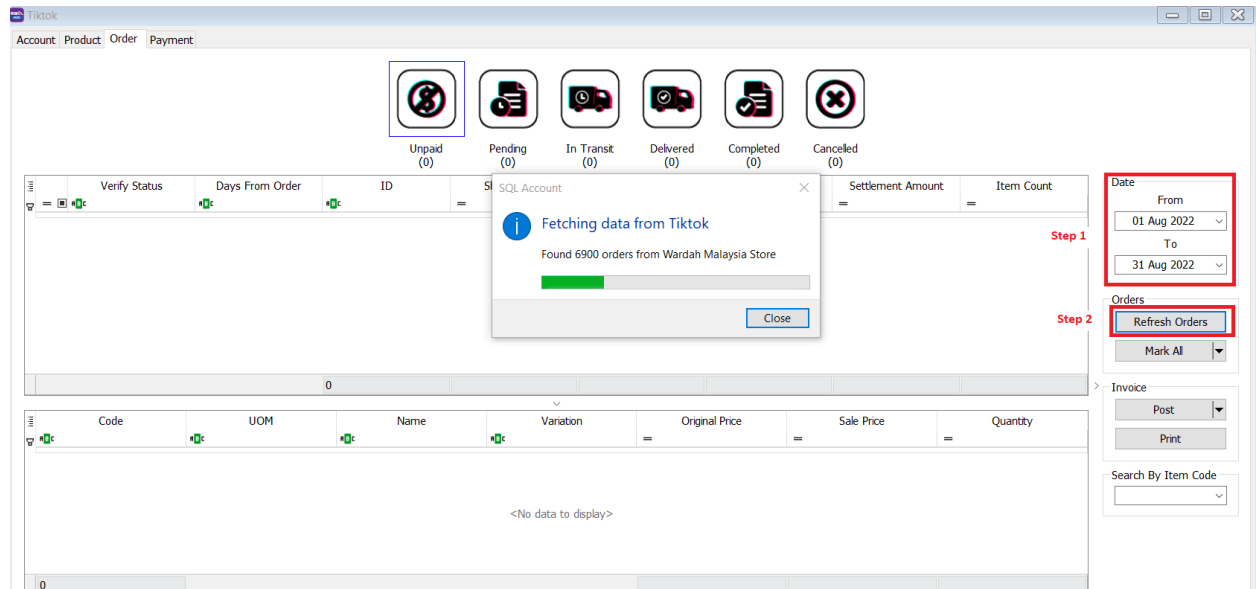 Tiktok
Account Product Order Payment
Unpaid Pending In Transit Delivered Completed Cancelled
(0) (0) (0) (0) (0) (0)
Verify Status Days From Order ID Settlement Amount Item Count
SQL Account
Fetching data from Tiktok
Found 6900 orders from Wardah Malaysia Store
Close
0
Code UOM Name Variation Original Price Sale Price Quantity
<No data to display>
0
Date
From
01 Aug 2022
Step 1
To
31 Aug 2022
Orders
Step 2
Refresh Orders
Mark All
Invoice
Post
Print
Search By Item Code